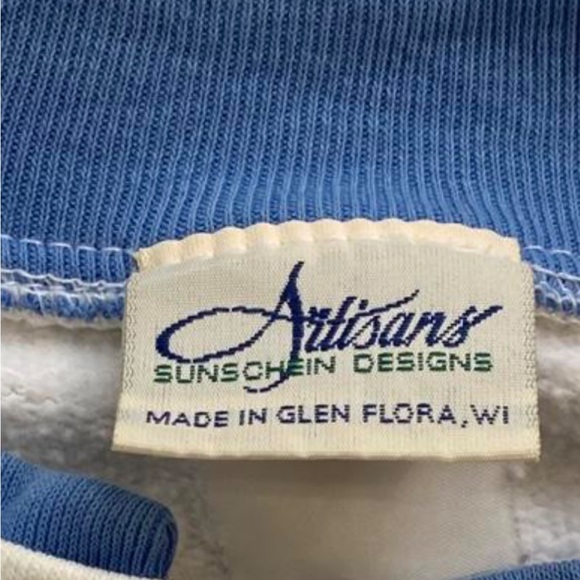 Artisans
SUNSCHEIN DESIGNS
MADE IN GLEN FLORA, WI